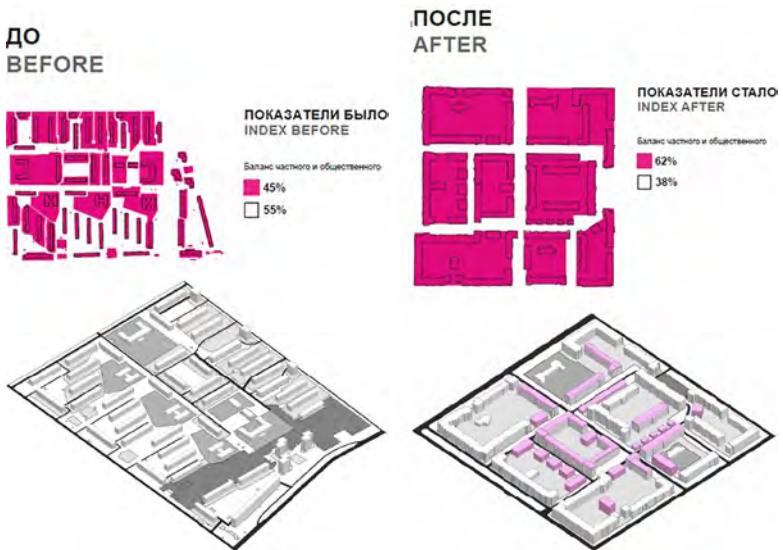 ДО
BEFORE
ПОКАЗАТЕЛИ БЫЛО
INDEX BEFORE
Баланс частного и общественного
45%
55%
ПОСЛЕ
AFTER
ПОКАЗАТЕЛИ СТАЛО
INDEX AFTER
Баланс частного и общественного
62%
38%